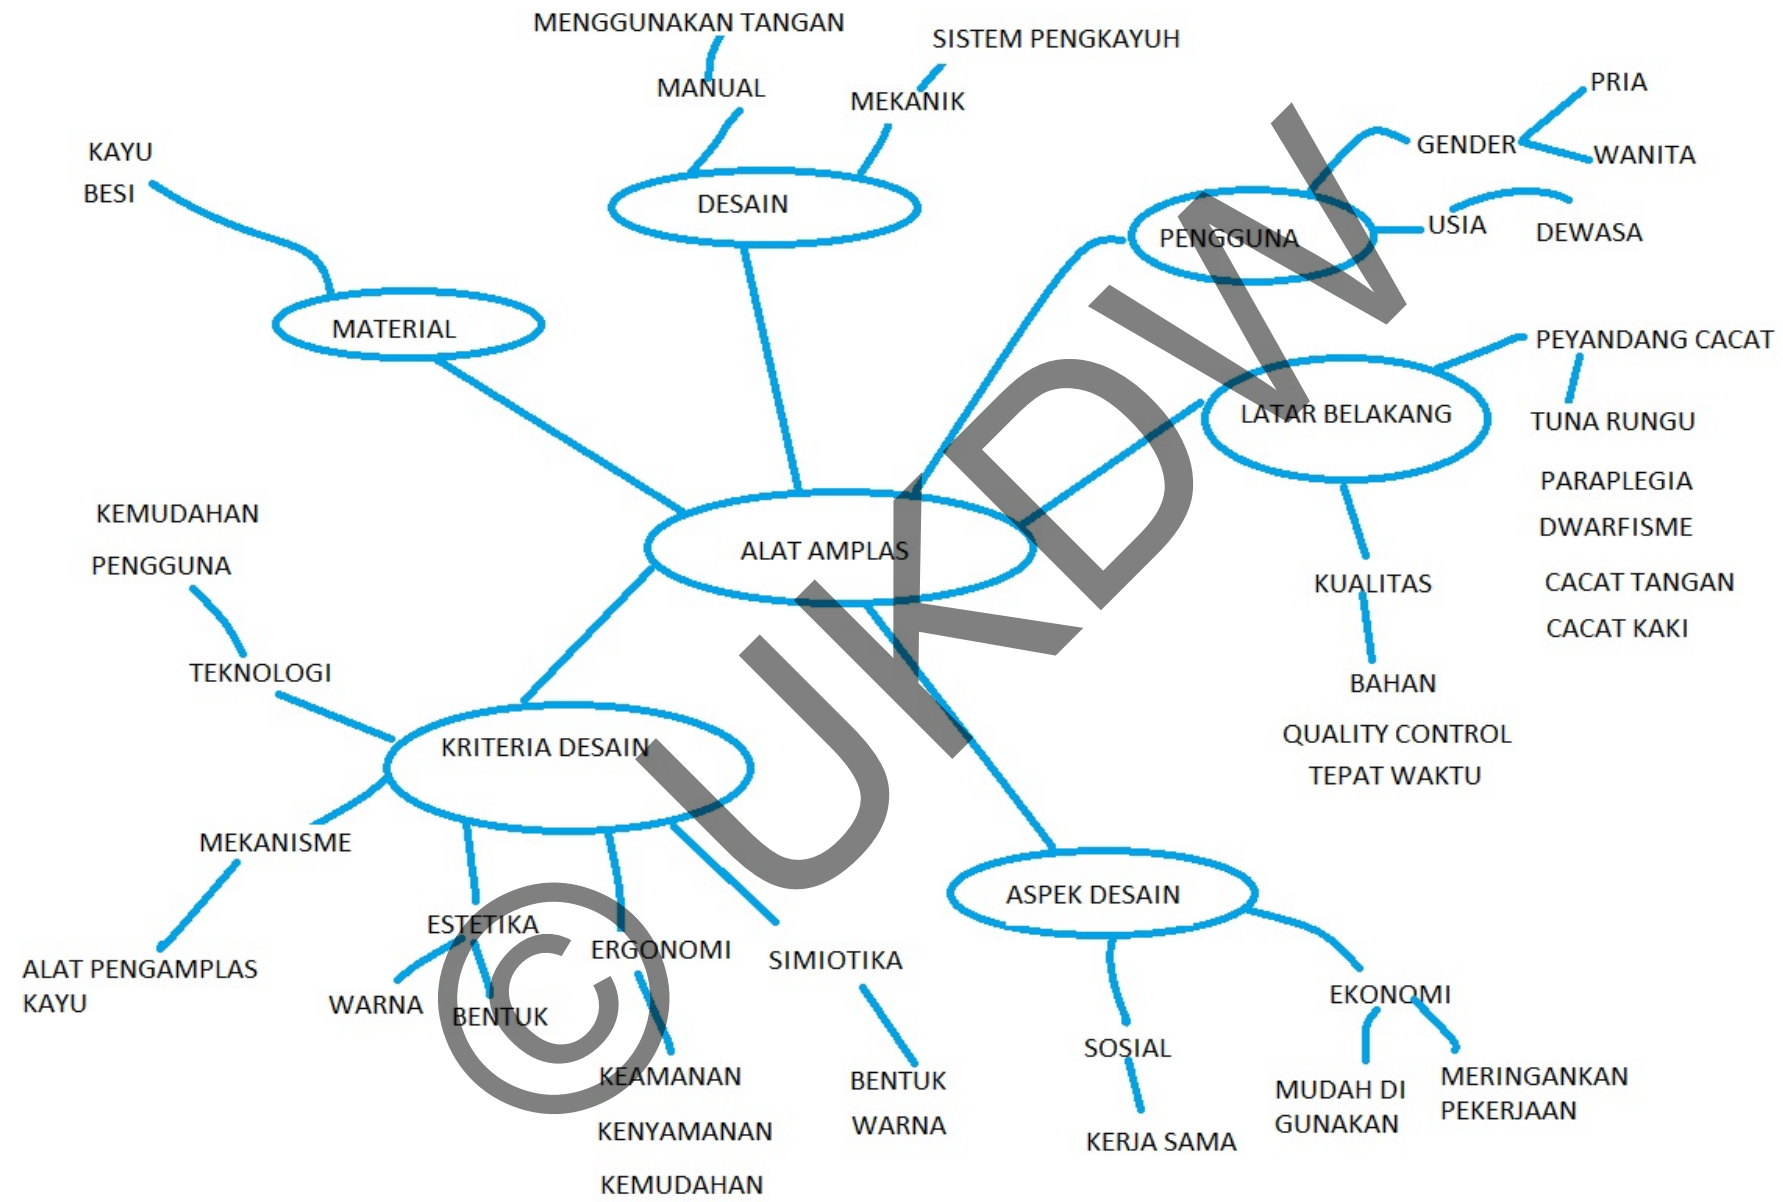 MENGGUNAKAN TANGAN
SISTEM PENGKAYUH
MANUAL
MEKANIK
DESAIN
KAYU
BESI
MATERIAL
PRIA
GENDER
WANITA
PENGGUNA
USIA
DEWASA
PEYANDANG CACAT
LATAR BELAKANG
TUNA RUNGU
PARAPLEGIA
DWARFISME
CACAT TANGAN
CACAT KAKI
KUALITAS
BAHAN
QUALITY CONTROL
TEPAT WAKTU
ALAT AMPLAS
KEMUDAHAN
PENGGUNA
TEKNOLOGI
KRITERIA DESAIN
MEKANISME
ALAT PENGAMPLAS
KAYU
ESTETIKA
WARNA
BENTUK
ERGONOMI
KEAMANAN
KENYAMANAN
KEMUDAHAN
SIMIOTIKA
BENTUK
WARNA
ASPEK DESAIN
SOSIAL
KERJA SAMA
EKONOMI
MUDAH DI
GUNAKAN
MERINGANKAN
PEKERJAAN
© UKDW